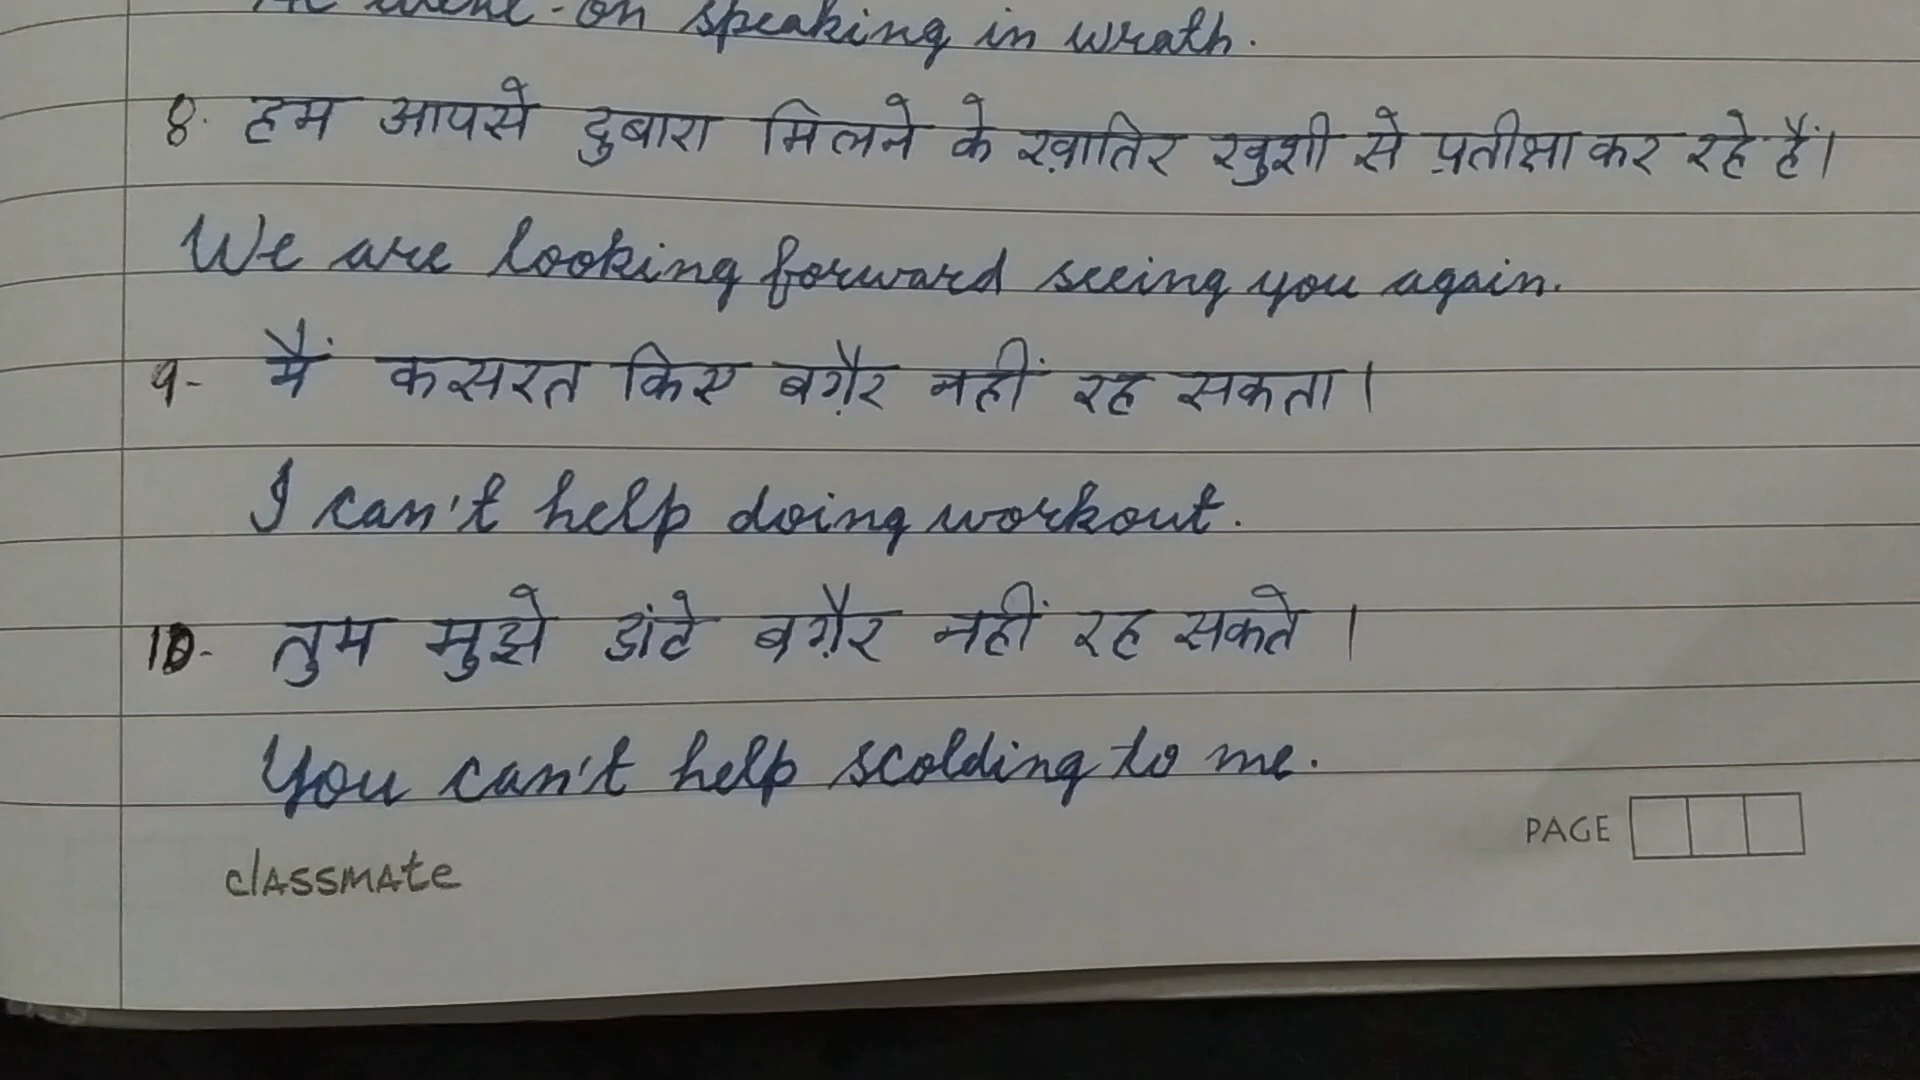 went-on speaking in wrath.
8. हम आपसे दुबारा मिलने के ख़ातिर खुशी से प्रतीक्षा कर रहे हैं।
We are looking forward seeing you again.
9- मैं कसरत किए बग़ैर नहीं रह सकता।
I can't help doing workout.
10- तुम मुझे डांटे बग़ैर नहीं रह सकते।
You can't help scolding to me.
PAGE
classmate